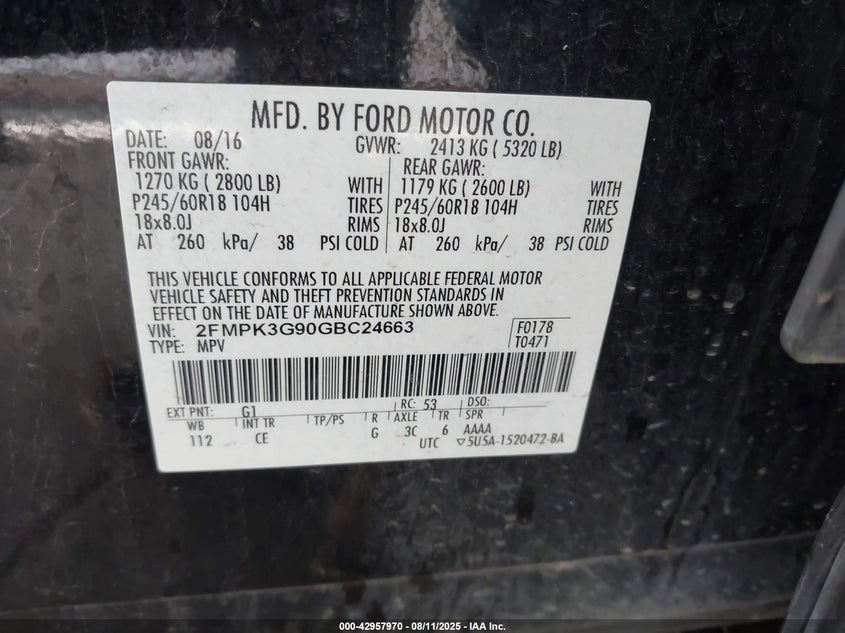 MFD. BY FORD MOTOR CO.
DATE: 08/16 GVWR: 2413 KG ( 5320 LB)
FRONT GAWR: REAR GAWR:
1270 KG ( 2800 LB) WITH 1179 KG ( 2600 LB) WITH
P245/60R18 104H TIRES P245/60R18 104H TIRES
18x8.0J RIMS 18x8.0J RIMS
AT 260 kPa/ 38 PSI COLD AT 260 kPa/ 38 PSI COLD
THIS VEHICLE CONFORMS TO ALL APPLICABLE FEDERAL MOTOR
VEHICLE SAFETY AND THEFT PREVENTION STANDARDS IN
EFFECT ON THE DATE OF MANUFACTURE SHOWN ABOVE.
VIN: 2FMPK3G90GBC24663 F0178
TYPE: MPV T0471
EXT PNT: G1 RC: 53 DSO:
WB INT TR TP/PS R AXLE TR SPR
112 CE G 3C 6 AAAA
UTC ▽5U5A-1520472-BA
000-42957970 - 08/11/2025 - IAA Inc.